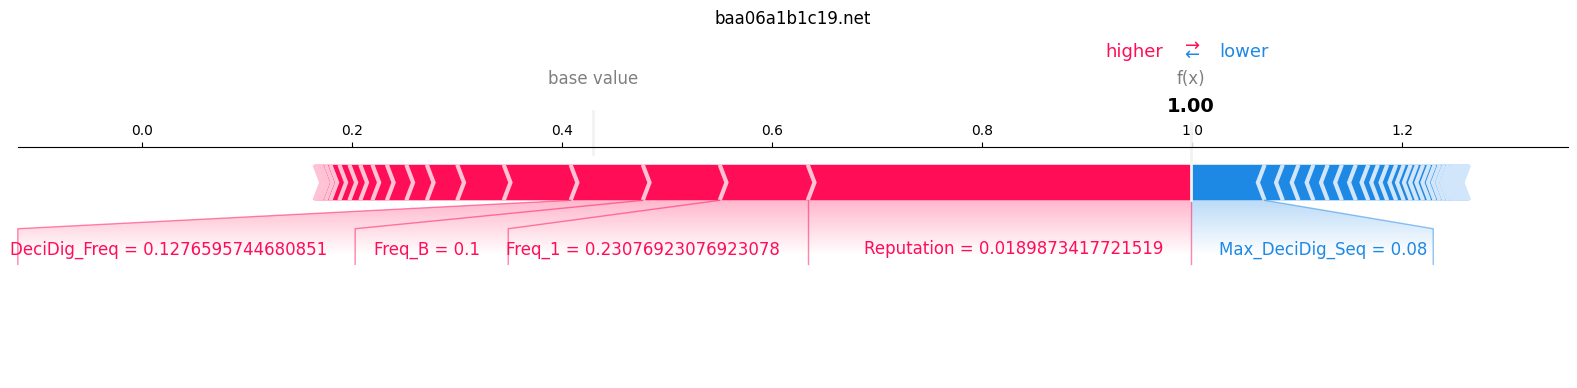 baa06a1b1c19.net
higher → ← lower
base value f(x)
1.00
0.0 0.2 0.4 0.6 0.8 1.0 1.2
DeciDig_Freq = 0.1276595744680851 Freq_B = 0.1 Freq_1 = 0.23076923076923078 Reputation = 0.0189873417721519 Max_DeciDig_Seq = 0.08